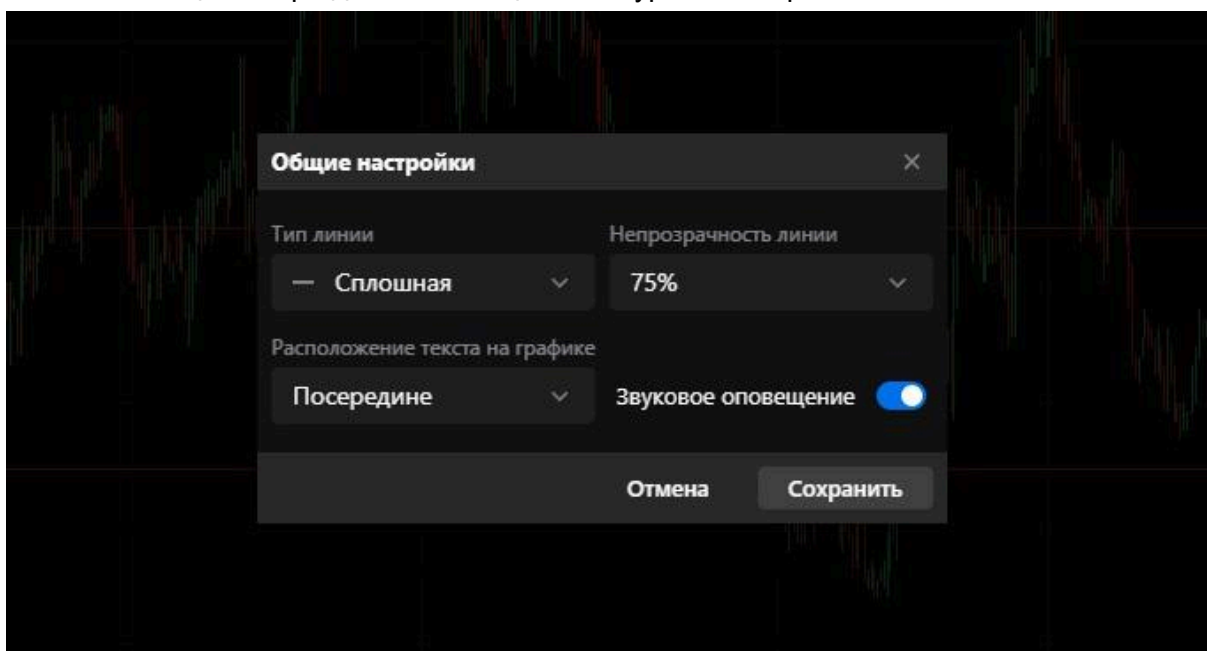 Общие настройки
Тип линии
Непрозрачность линии
Сплошная
75%
Расположение текста на графике
Посередине
Звуковое оповещение
Отмена
Сохранить